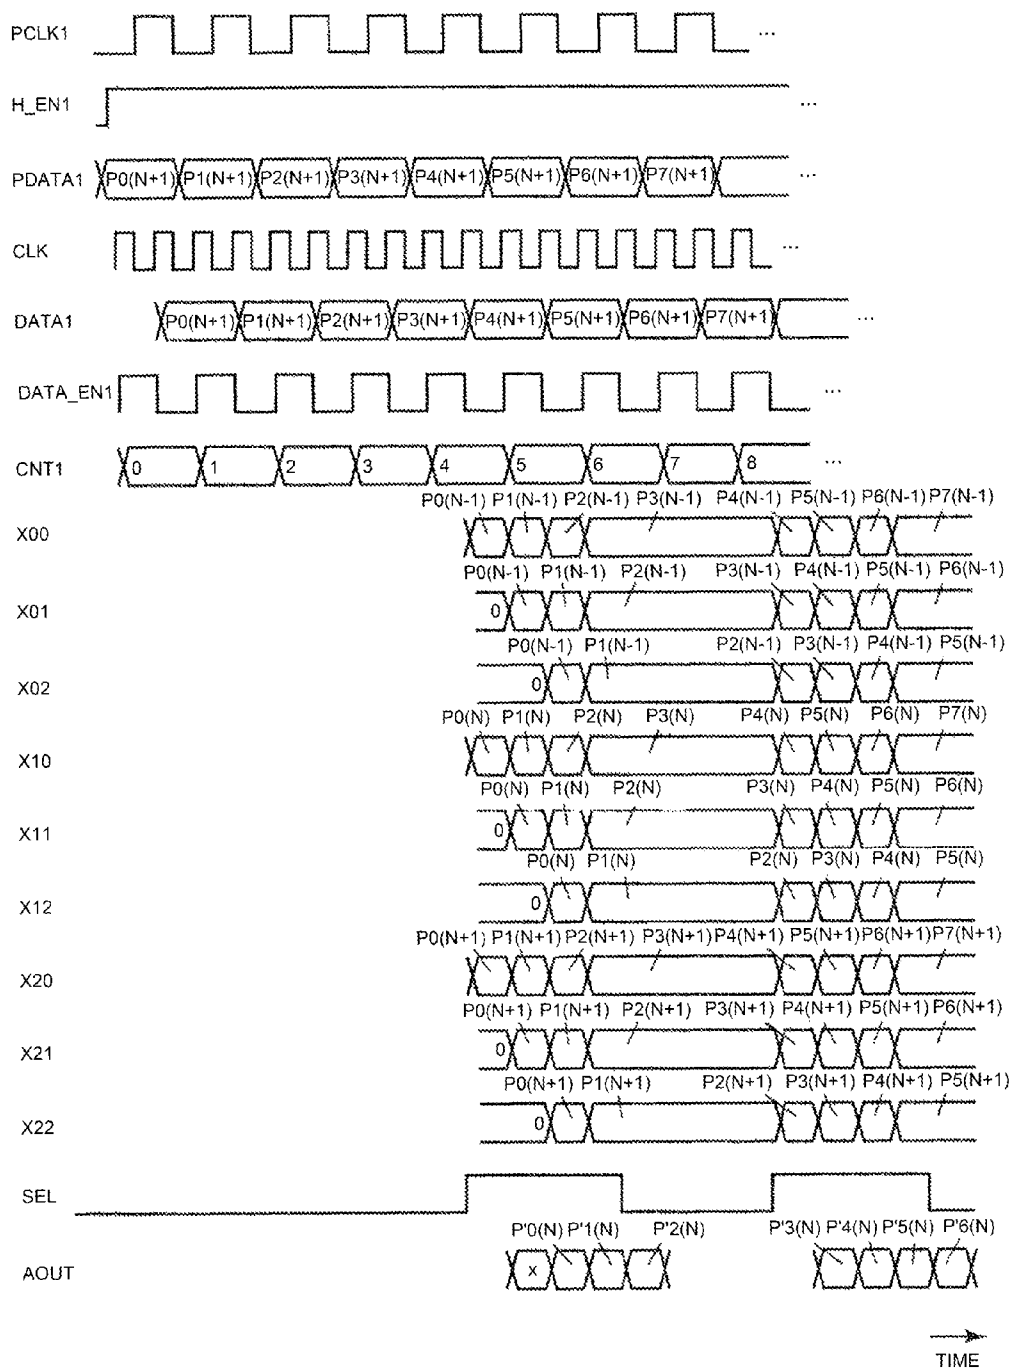 PCLK1 ...
H_EN1 ...
PDATA1 P0(N+1) P1(N+1) P2(N+1) P3(N+1) P4(N+1) P5(N+1) P6(N+1) P7(N+1) ...
CLK ...
DATA1 P0(N+1) P1(N+1) P2(N+1) P3(N+1) P4(N+1) P5(N+1) P6(N+1) P7(N+1) ...
DATA_EN1 ...
CNT1 0 1 2 3 4 5 6 7 8 ...
P0(N-1) P1(N-1) P2(N-1) P3(N-1) P4(N-1) P5(N-1) P6(N-1) P7(N-1)
X00
P0(N-1) P1(N-1) P2(N-1) P3(N-1) P4(N-1) P5(N-1) P6(N-1)
X01 0
P0(N-1) P1(N-1) P2(N-1) P3(N-1) P4(N-1) P5(N-1)
X02 0
P0(N) P1(N) P2(N) P3(N) P4(N) P5(N) P6(N) P7(N)
X10
P0(N) P1(N) P2(N) P3(N) P4(N) P5(N) P6(N)
X11 0
P0(N) P1(N) P2(N) P3(N) P4(N) P5(N)
X12 0
P0(N+1) P1(N+1) P2(N+1) P3(N+1) P4(N+1) P5(N+1) P6(N+1) P7(N+1)
X20
P0(N+1) P1(N+1) P2(N+1) P3(N+1) P4(N+1) P5(N+1) P6(N+1)
X21 0
P0(N+1) P1(N+1) P2(N+1) P3(N+1) P4(N+1) P5(N+1)
X22 0
SEL
P'0(N) P'1(N) P'2(N) P'3(N) P'4(N) P'5(N) P'6(N)
AOUT X
TIME